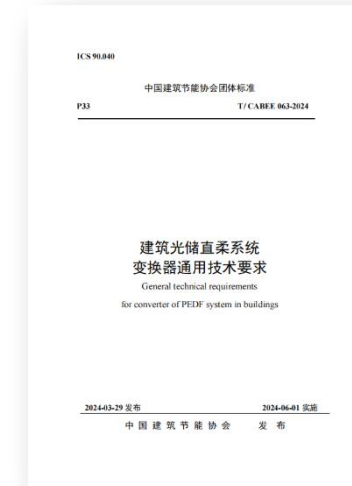 ICS 90.040
中国建筑节能协会团体标准
P33 T/ CABEE 063-2024
建筑光储直柔系统
变换器通用技术要求
General technical requirements
for converter of PEDF system in buildings
2024-03-29 发布 2024-06-01 实施
中 国 建 筑 节 能 协 会 发 布